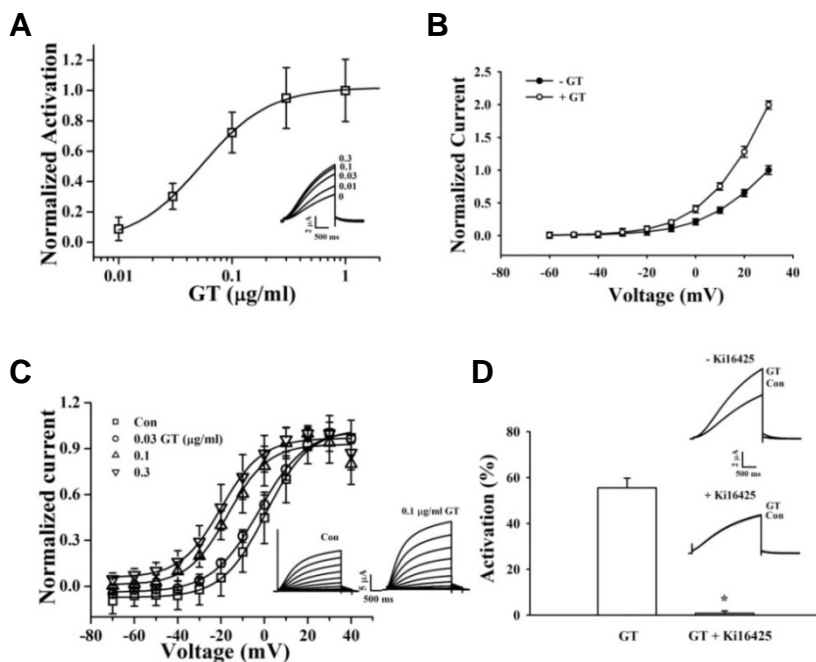 A
Normalized Activation
1.2
1.0
0.8
0.6
0.4
0.2
0.0
0.3
0.1
0.03
0.01
0
2 μA
500 ms
0.01
0.1
1
GT (μg/ml)
B
Normalized Current
2.5
2.0
1.5
1.0
0.5
0.0
- GT
+ GT
-80 -60 -40 -20 0 20 40
Voltage (mV)
C
Normalized current
1.2
0.9
0.6
0.3
0.0
Con
0.03 GT (μg/ml)
0.1
0.3
Con
0.1 μg/ml GT
5 μA
500 ms
-80 -60 -40 -20 0 20 40
Voltage (mV)
D
Activation (%)
80
60
40
20
0
- Ki16425
GT
Con
2 μA
500 ms
+ Ki16425
GT
Con
*
GT
GT + Ki16425